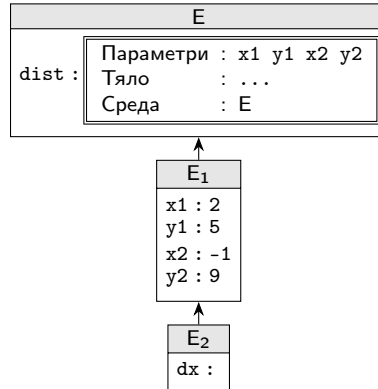 E
dist : Параметри : x1 y1 x2 y2
Тяло : ...
Среда : E
E₁
x1 : 2
y1 : 5
x2 : -1
y2 : 9
E₂
dx :